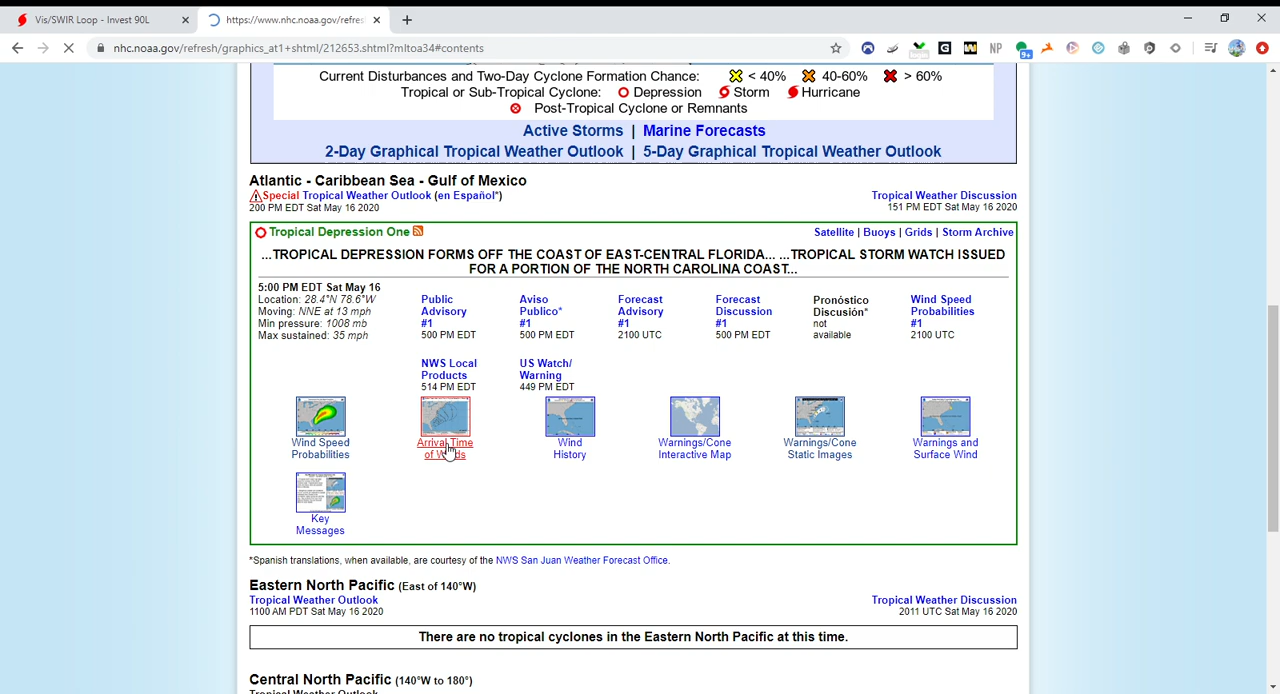 Vis/SWIR Loop - Invest 90L
https://www.nhc.noaa.gov/refre
nhc.noaa.gov/refresh/graphics_at1+shtml/212653.shtml?mltoa34#contents
G W NP 9+
Current Disturbances and Two-Day Cyclone Formation Chance: < 40% 40-60% > 60%
Tropical or Sub-Tropical Cyclone: Depression Storm Hurricane
Post-Tropical Cyclone or Remnants
Active Storms | Marine Forecasts
2-Day Graphical Tropical Weather Outlook | 5-Day Graphical Tropical Weather Outlook
Atlantic - Caribbean Sea - Gulf of Mexico
Special Tropical Weather Outlook (en Español*)
200 PM EDT Sat May 16 2020
Tropical Weather Discussion
151 PM EDT Sat May 16 2020
Tropical Depression One
Satellite | Buoys | Grids | Storm Archive
...TROPICAL DEPRESSION FORMS OFF THE COAST OF EAST-CENTRAL FLORIDA... ...TROPICAL STORM WATCH ISSUED
FOR A PORTION OF THE NORTH CAROLINA COAST...
5:00 PM EDT Sat May 16
Location: 28.4°N 78.6°W
Moving: NNE at 13 mph
Min pressure: 1008 mb
Max sustained: 35 mph
Public
Advisory
#1
500 PM EDT
Aviso
Publico*
#1
500 PM EDT
Forecast
Advisory
#1
2100 UTC
Forecast
Discussion
#1
500 PM EDT
Pronóstico
Discusión*
not
available
Wind Speed
Probabilities
#1
2100 UTC
NWS Local
Products
514 PM EDT
US Watch/
Warning
449 PM EDT
Wind Speed
Probabilities
Arrival Time
of Winds
Wind
History
Warnings/Cone
Interactive Map
Warnings/Cone
Static Images
Warnings and
Surface Wind
Key
Messages
*Spanish translations, when available, are courtesy of the NWS San Juan Weather Forecast Office.
Eastern North Pacific (East of 140°W)
Tropical Weather Outlook
1100 AM PDT Sat May 16 2020
Tropical Weather Discussion
2011 UTC Sat May 16 2020
There are no tropical cyclones in the Eastern North Pacific at this time.
Central North Pacific (140°W to 180°)
Tropical Weather Outlook